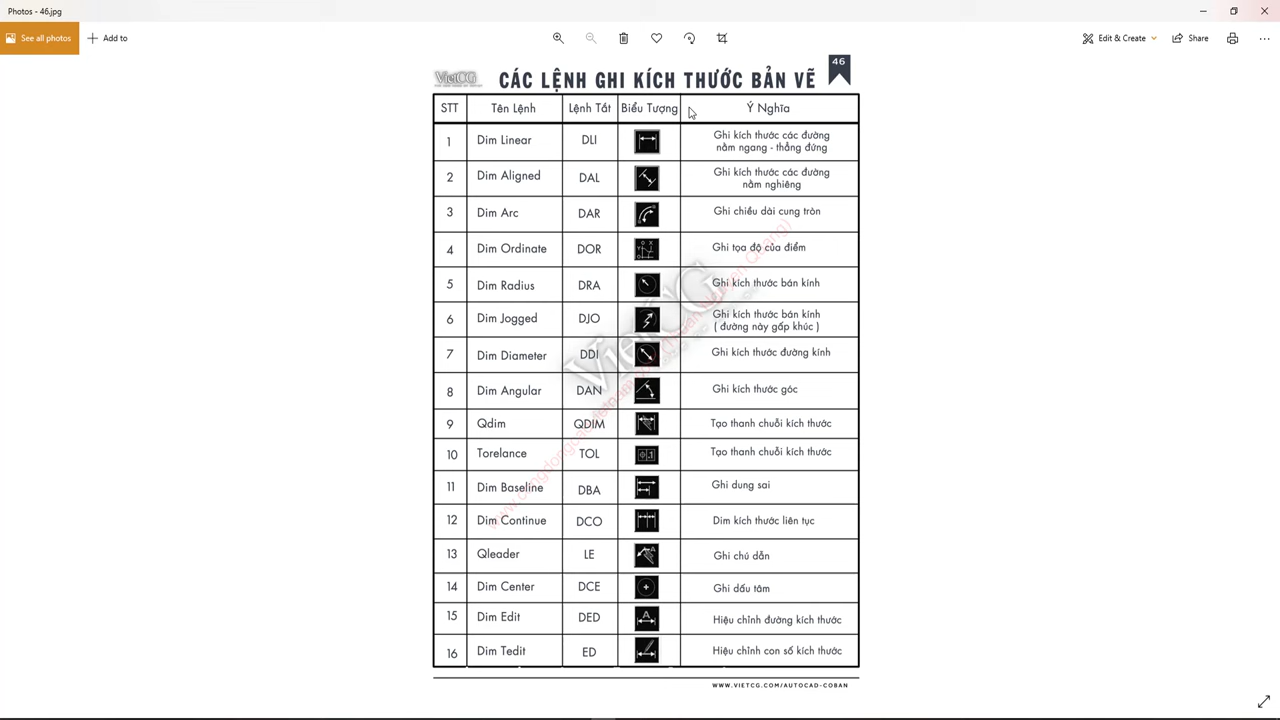 Photos - 46.jpg
See all photos
Add to
Edit & Create
Share
VietCG
46
CÁC LỆNH GHI KÍCH THƯỚC BẢN VẼ
STT Tên Lệnh Lệnh Tắt Biểu Tượng Ý Nghĩa
1 Dim Linear DLI Ghi kích thước các đường
nằm ngang - thẳng đứng
2 Dim Aligned DAL Ghi kích thước các đường
nằm nghiêng
3 Dim Arc DAR Ghi chiều dài cung tròn
4 Dim Ordinate DOR Ghi tọa độ của điểm
5 Dim Radius DRA Ghi kích thước bán kính
6 Dim Jogged DJO Ghi kích thước bán kính
( đường này gấp khúc )
7 Dim Diameter DDI Ghi kích thước đường kính
8 Dim Angular DAN Ghi kích thước góc
9 Qdim QDIM Tạo thanh chuỗi kích thước
10 Torelance TOL Tạo thanh chuỗi kích thước
11 Dim Baseline DBA Ghi dung sai
12 Dim Continue DCO Dim kích thước liên tục
13 Qleader LE Ghi chú dẫn
14 Dim Center DCE Ghi dấu tâm
15 Dim Edit DED Hiệu chỉnh đường kích thước
16 Dim Tedit ED Hiệu chỉnh con số kích thước
VietCG
WWW.VIETCG.COM/AUTOCAD-COBAN